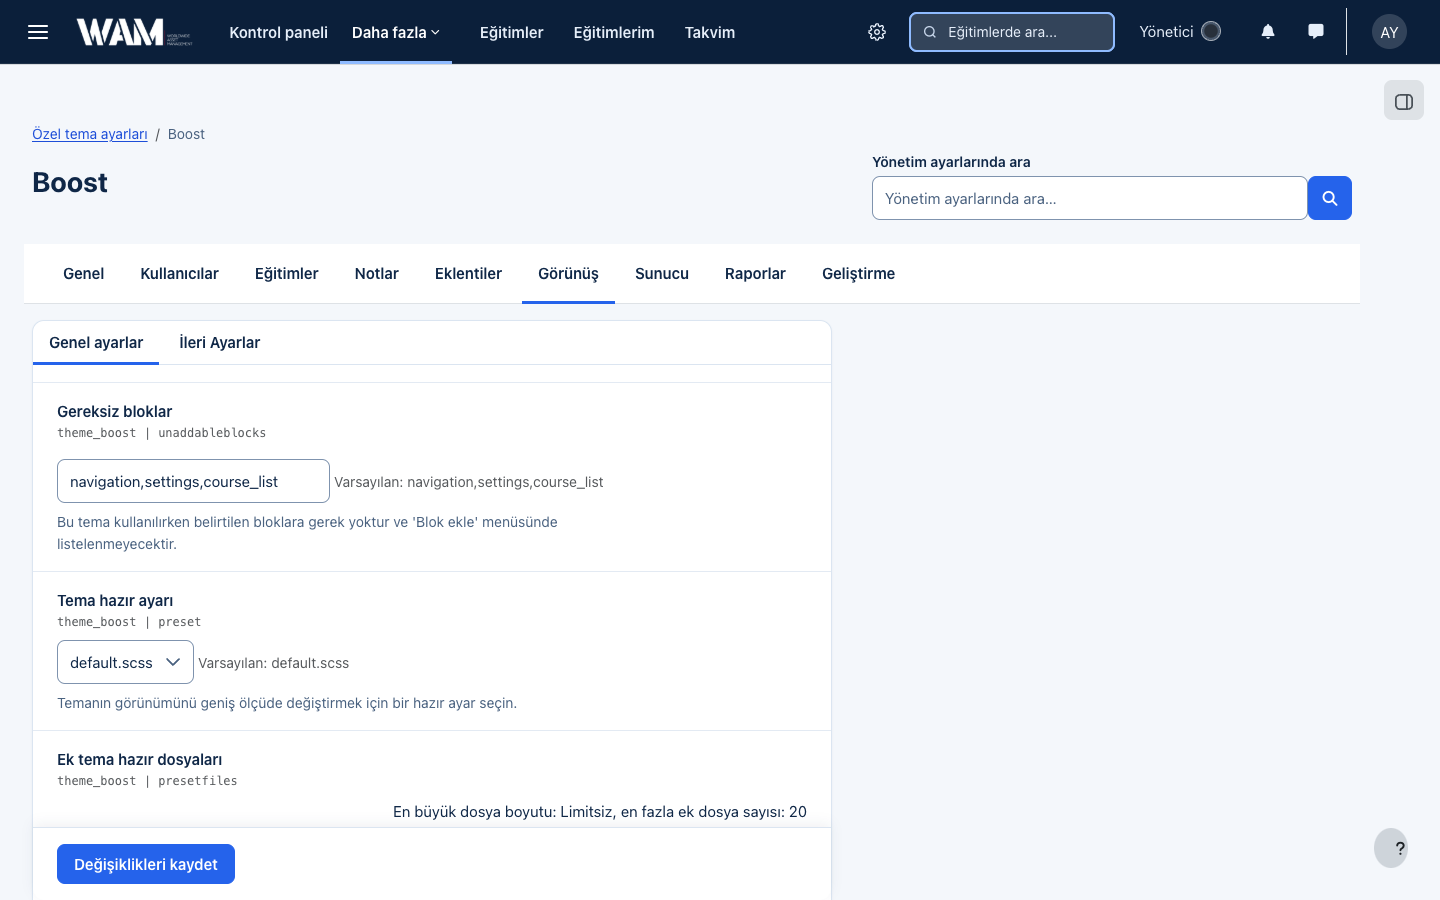 WAM WORLDWIDE ASSET MANAGEMENT
Kontrol paneli
Daha fazla
Eğitimler
Eğitimlerim
Takvim
Eğitimlerde ara...
Yönetici
AY
Özel tema ayarları / Boost
Boost
Yönetim ayarlarında ara
Yönetim ayarlarında ara...
Genel
Kullanıcılar
Eğitimler
Notlar
Eklentiler
Görünüş
Sunucu
Raporlar
Geliştirme
Genel ayarlar
İleri Ayarlar
Gereksiz bloklar
theme_boost | unaddableblocks
navigation,settings,course_list
Varsayılan: navigation,settings,course_list
Bu tema kullanılırken belirtilen bloklara gerek yoktur ve 'Blok ekle' menüsünde
listelenmeyecektir.
Tema hazır ayarı
theme_boost | preset
default.scss
Varsayılan: default.scss
Temanın görünümünü geniş ölçüde değiştirmek için bir hazır ayar seçin.
Ek tema hazır dosyaları
theme_boost | presetfiles
En büyük dosya boyutu: Limitsiz, en fazla ek dosya sayısı: 20
Değişiklikleri kaydet
?